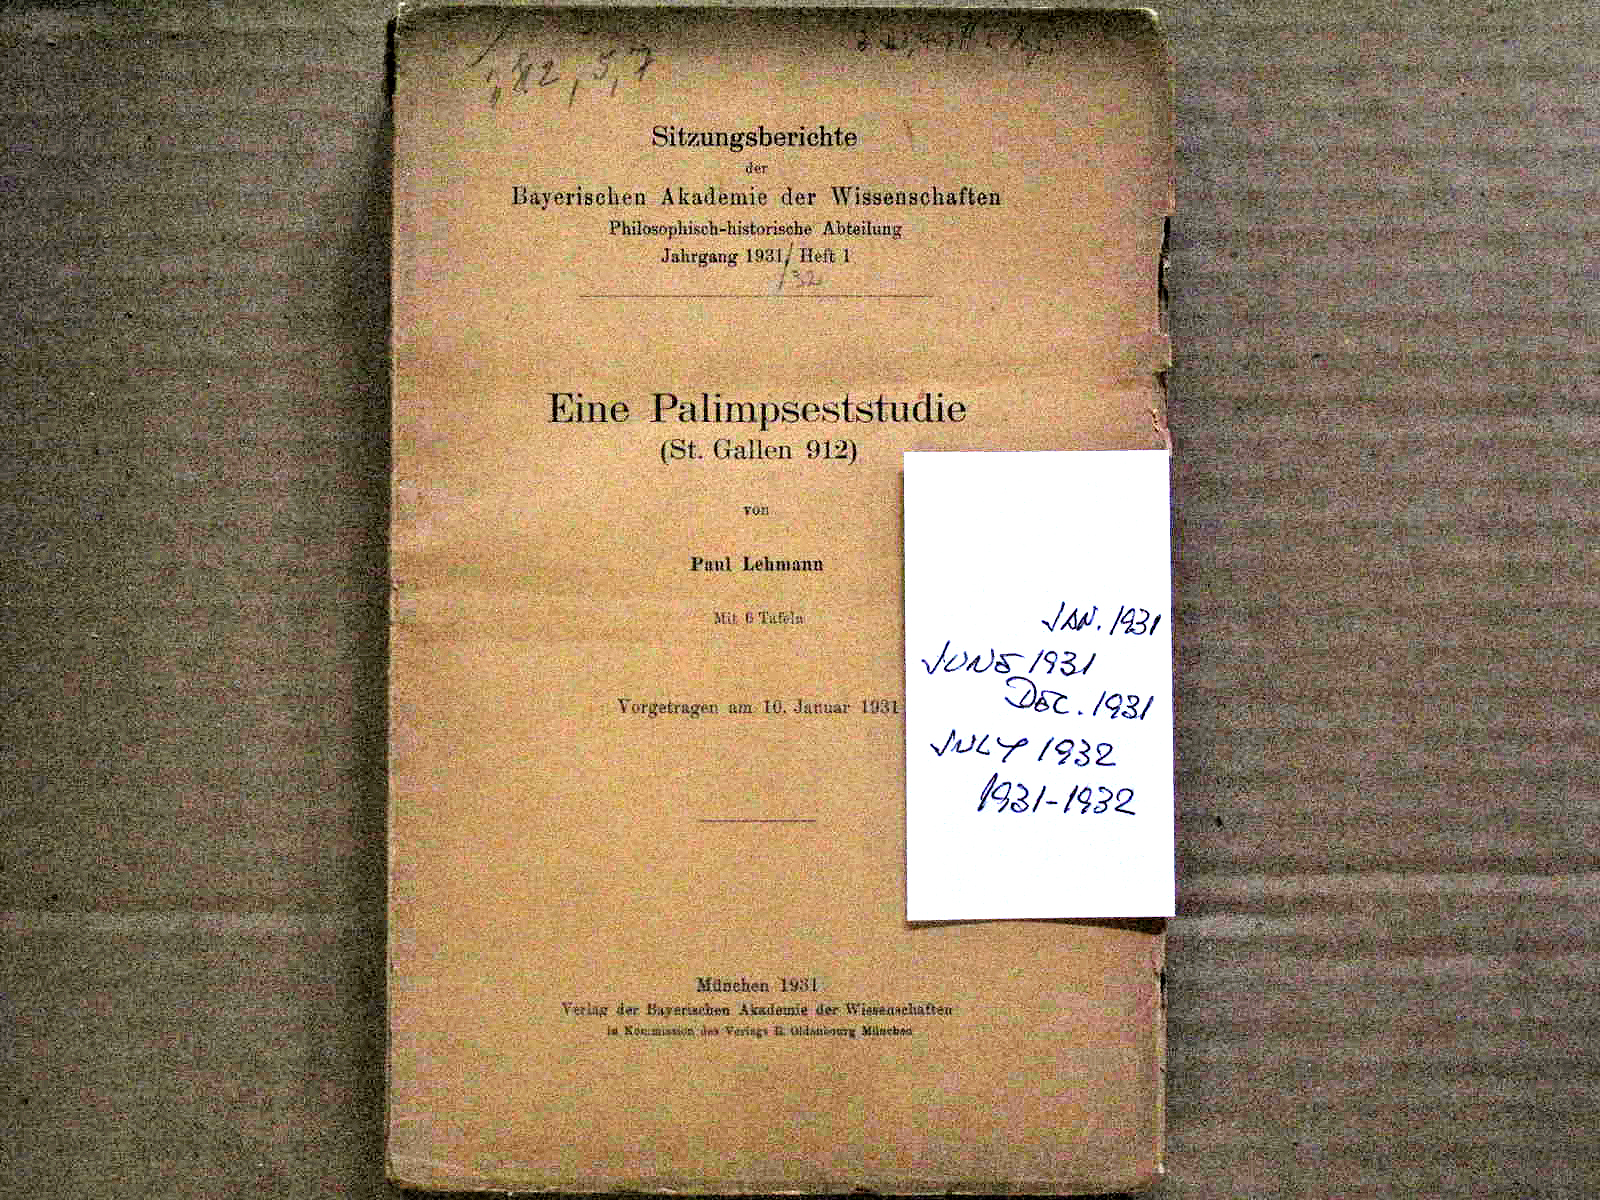 Sitzungsberichte
der
Bayerischen Akademie der Wissenschaften
Philosophisch-historische Abteilung
Jahrgang 1931/ Heft 1
32
Eine Palimpseststudie
(St. Gallen 912)
von
Paul Lehmann
Mit 6 Tafeln
Vorgetragen am 10. Januar 1931
München 1931
Verlag der Bayerischen Akademie der Wissenschaften
in Kommission des Verlags R. Oldenbourg München
JAN. 1931
JUNE 1931
DEC. 1931
JULY 1932
1931-1932